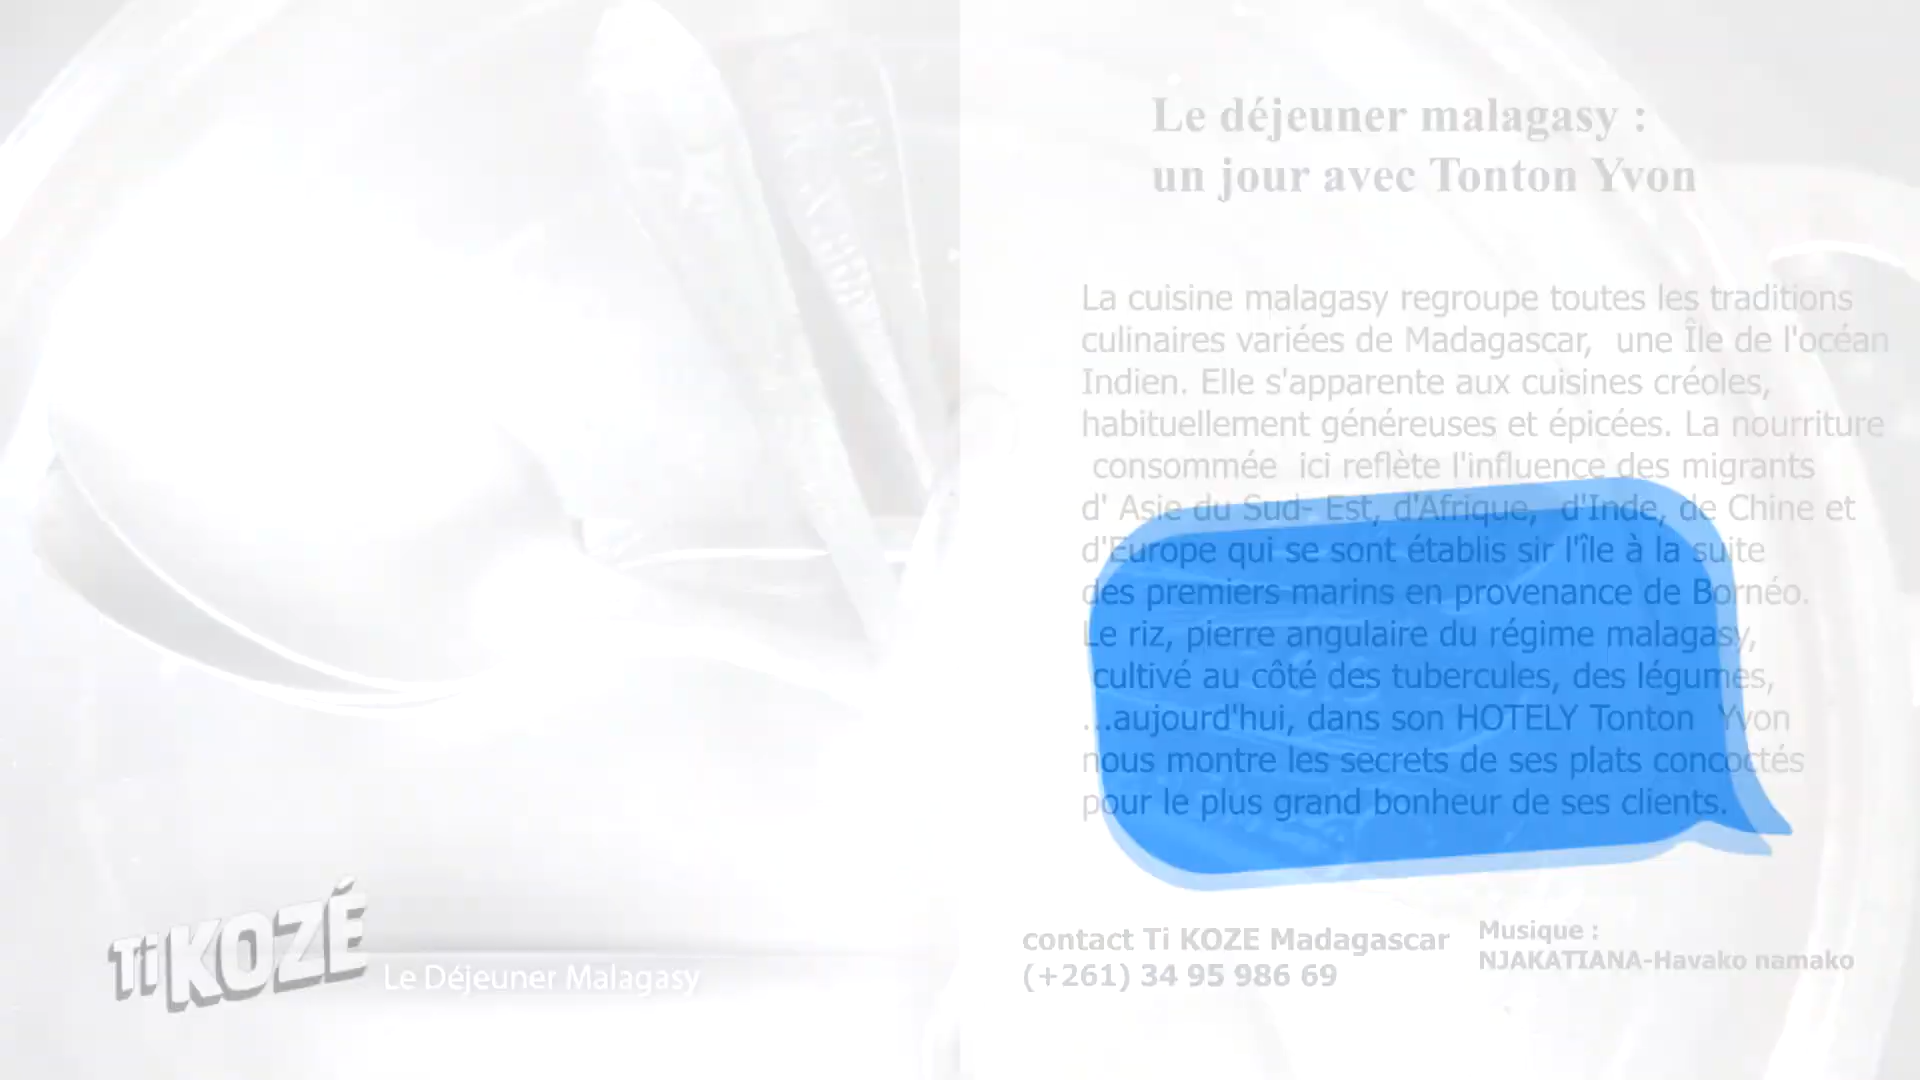 Le déjeuner malagasy :
un jour avec Tonton Yvon
La cuisine malagasy regroupe toutes les traditions
culinaires variées de Madagascar, une Île de l'océan
Indien. Elle s'apparente aux cuisines créoles,
habituellement généreuses et épicées. La nourriture
consommée ici reflète l'influence des migrants
d' Asie du Sud- Est, d'Afrique, d'Inde, de Chine et
d'Europe qui se sont établis sir l'île à la suite
des premiers marins en provenance de Bornéo.
Le riz, pierre angulaire du régime malagasy,
cultivé au côté des tubercules, des légumes,
...aujourd'hui, dans son HOTELY Tonton Yvon
nous montre les secrets de ses plats concoctés
pour le plus grand bonheur de ses clients.
Ti KOZÉ
Le Déjeuner Malagasy
contact Ti KOZE Madagascar
(+261) 34 95 986 69
Musique :
NJAKATIANA-Havako namako